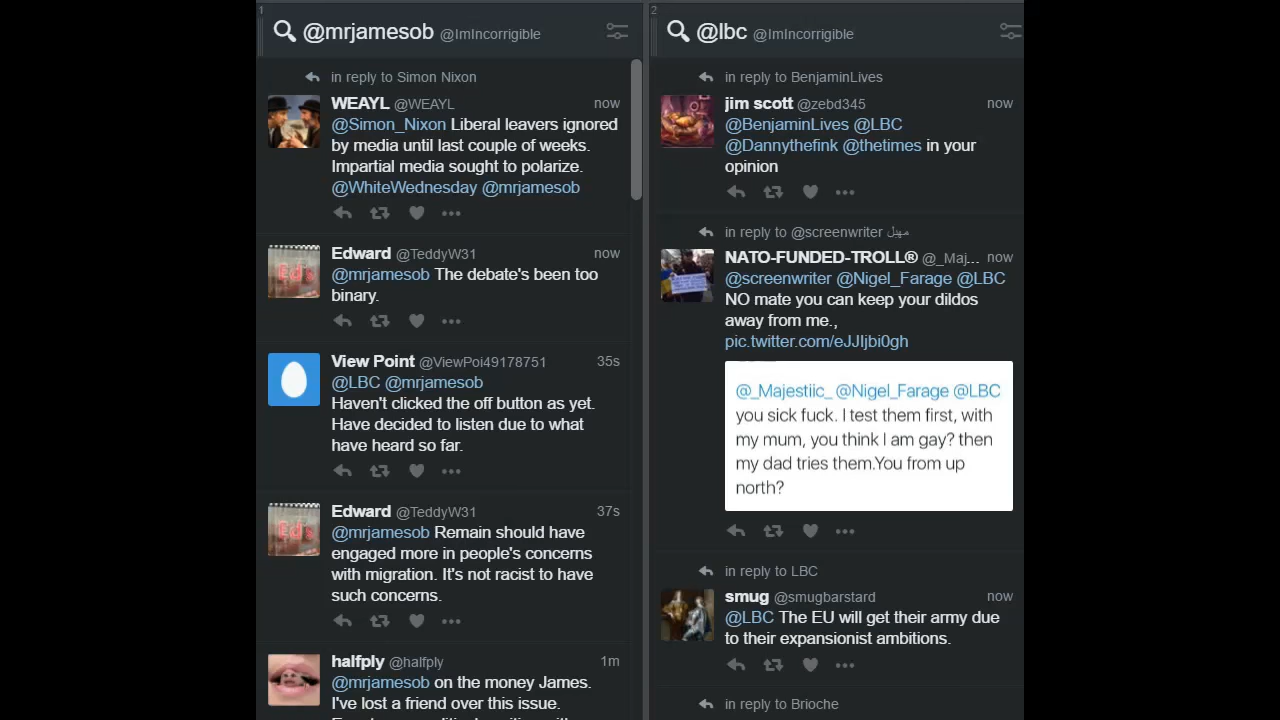 1
@mrjamesob @ImIncorrigible
in reply to Simon Nixon
WEAYL @WEAYL now
@Simon_Nixon Liberal leavers ignored
by media until last couple of weeks.
Impartial media sought to polarize.
@WhiteWednesday @mrjamesob
Edward @TeddyW31 now
@mrjamesob The debate's been too
binary.
View Point @ViewPoi49178751 35s
@LBC @mrjamesob
Haven't clicked the off button as yet.
Have decided to listen due to what
have heard so far.
Edward @TeddyW31 37s
@mrjamesob Remain should have
engaged more in people's concerns
with migration. It's not racist to have
such concerns.
halfply @halfply 1m
@mrjamesob on the money James.
I've lost a friend over this issue.
2
@lbc @ImIncorrigible
in reply to BenjaminLives
jim scott @zebd345 now
@BenjaminLives @LBC
@Dannythefink @thetimes in your
opinion
in reply to @screenwriter مهبل
NATO-FUNDED-TROLL® @_Maj... now
@screenwriter @Nigel_Farage @LBC
NO mate you can keep your dildos
away from me.,
pic.twitter.com/eJJIjbi0gh
@_Majestiic_ @Nigel_Farage @LBC
you sick fuck. I test them first, with
my mum, you think I am gay? then
my dad tries them.You from up
north?
in reply to LBC
smug @smugbarstard now
@LBC The EU will get their army due
to their expansionist ambitions.
in reply to Brioche